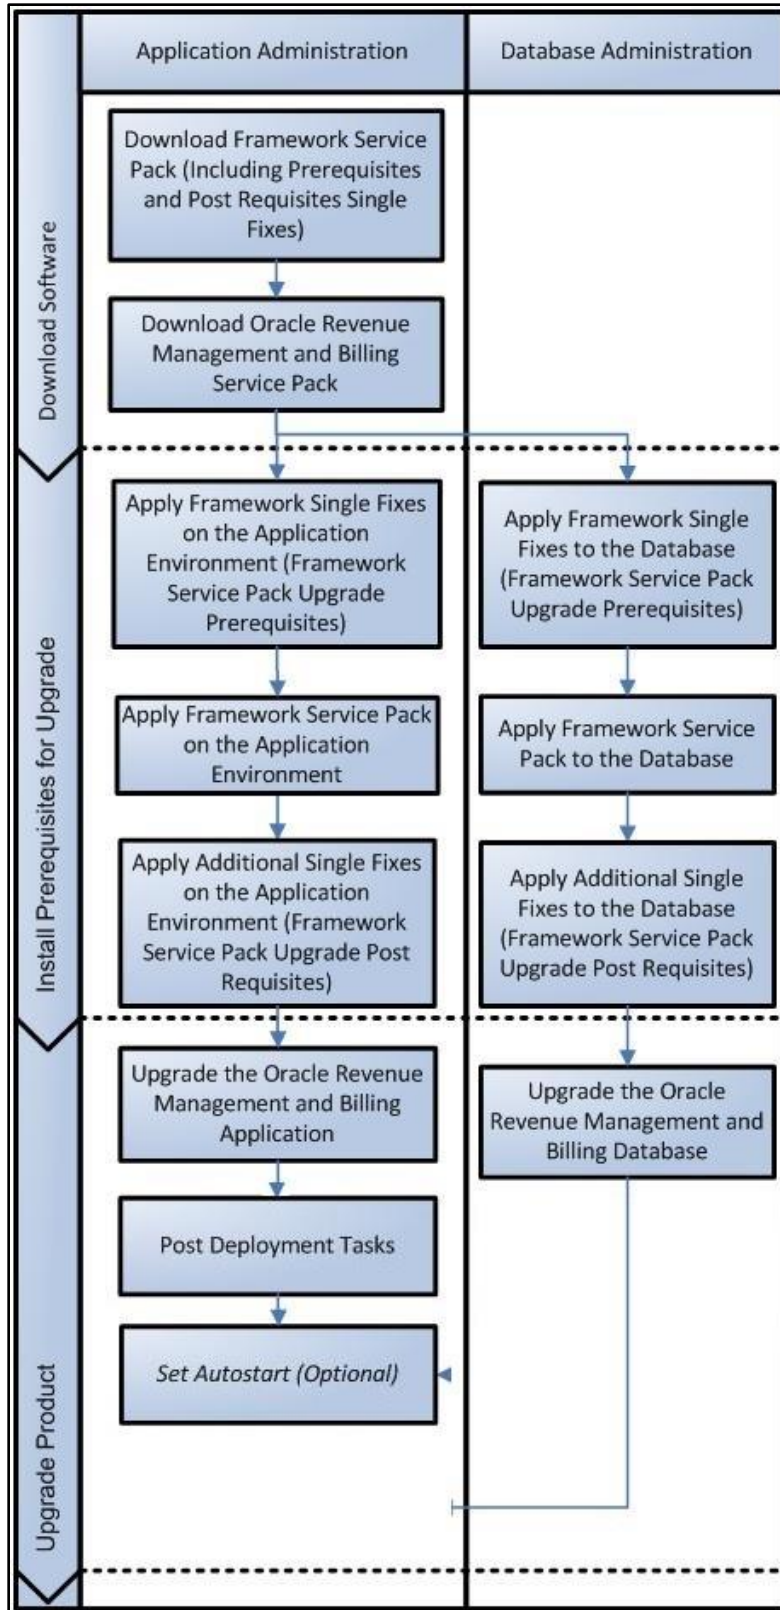 Application Administration
Database Administration
Download Software
Download Framework Service
Pack (Including Prerequisites
and Post Requisites Single
Fixes)
Download Oracle Revenue
Management and Billing
Service Pack
Install Prerequisites for Upgrade
Apply Framework Single Fixes
on the Application
Environment (Framework
Service Pack Upgrade
Prerequisites)
Apply Framework Single
Fixes to the Database
(Framework Service Pack
Upgrade Prerequisites)
Apply Framework Service Pack
on the Application
Environment
Apply Framework Service
Pack to the Database
Apply Additional Single Fixes
on the Application
Environment (Framework
Service Pack Upgrade Post
Requisites)
Apply Additional Single
Fixes to the Database
(Framework Service Pack
Upgrade Post Requisites)
Upgrade Product
Upgrade the Oracle Revenue
Management and Billing
Application
Upgrade the Oracle
Revenue Management and
Billing Database
Post Deployment Tasks
Set Autostart (Optional)